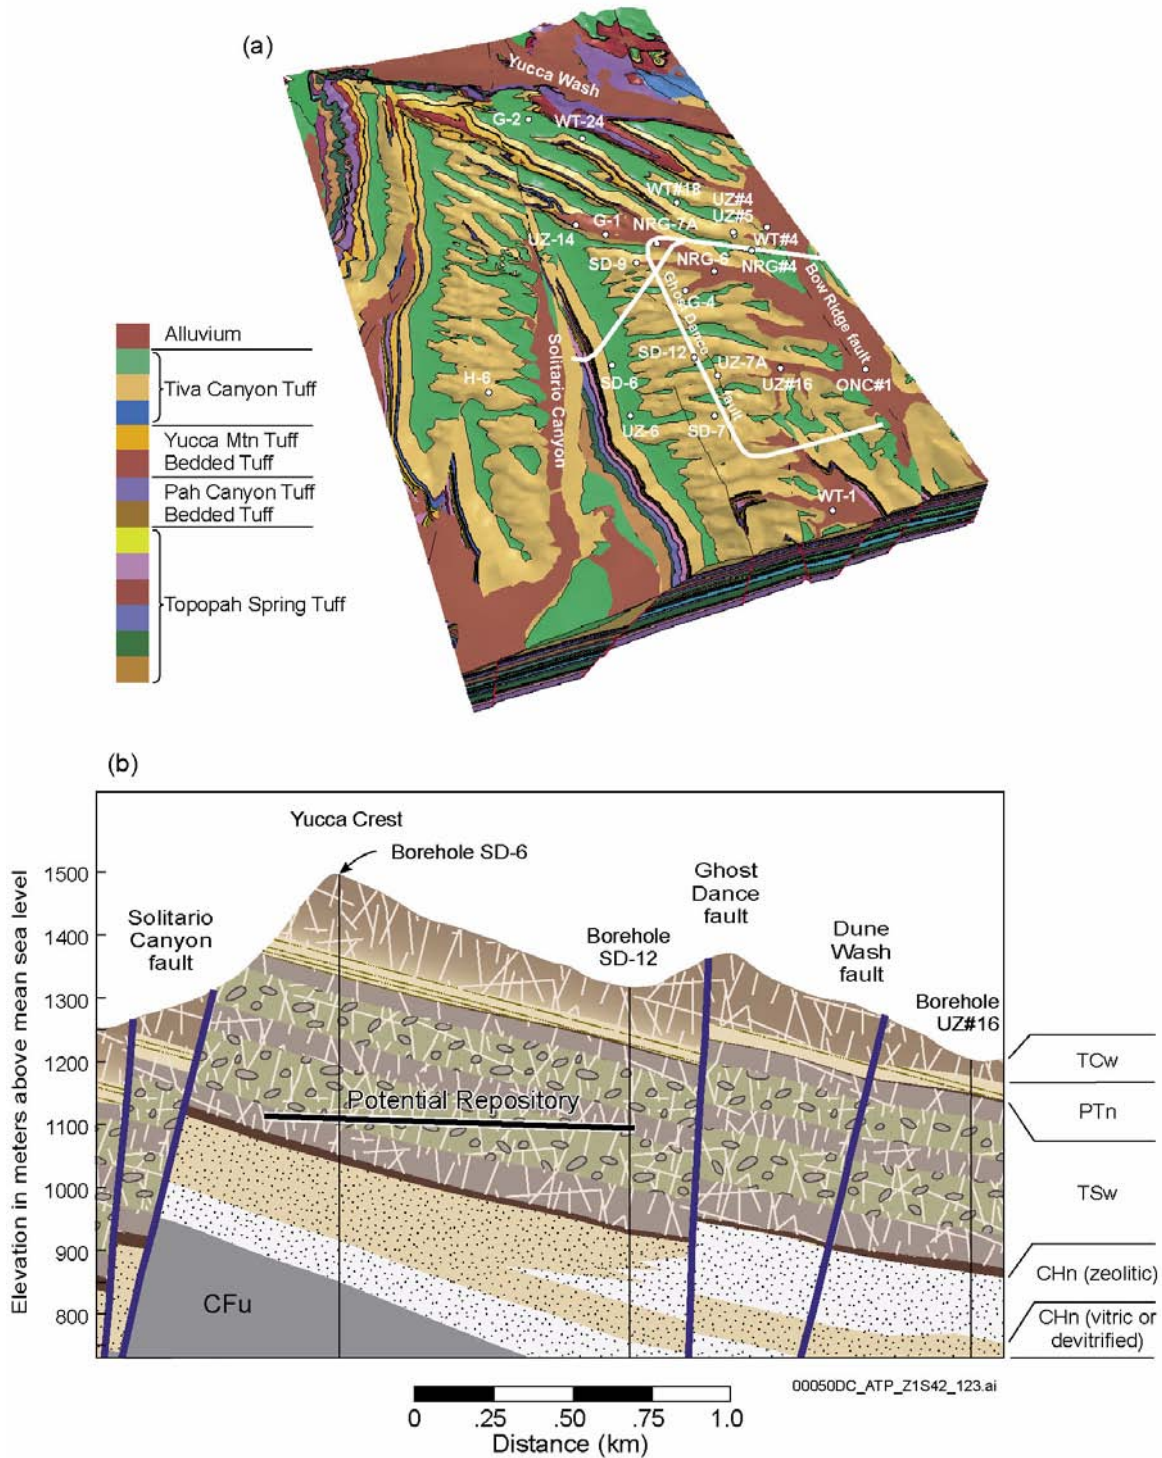 (a)
Yucca Wash
G-2
WT-24
WT#18
UZ#4
UZ#5
G-1
NRG-7A
UZ-14
WT#4
SD-9
NRG-6
NRG#4
G-4
Ghost Dance fault
Bow Ridge fault
Solitario Canyon
SD-12
UZ-7A
H-6
SD-6
UZ#16
ONC#1
UZ-6
SD-7
WT-1
Alluvium
Tiva Canyon Tuff
Yucca Mtn Tuff
Bedded Tuff
Pah Canyon Tuff
Bedded Tuff
Topopah Spring Tuff
(b)
Yucca Crest
Borehole SD-6
Ghost
Dance
fault
Solitario
Canyon
fault
Borehole
SD-12
Dune
Wash
fault
Borehole
UZ#16
Elevation in meters above mean sea level
1500
1400
1300
1200
1100
1000
900
800
Potential Repository
CFu
TCw
PTn
TSw
CHn (zeolitic)
CHn (vitric or
devitrified)
00050DC_ATP_Z1S42_123.ai
0 .25 .50 .75 1.0
Distance (km)